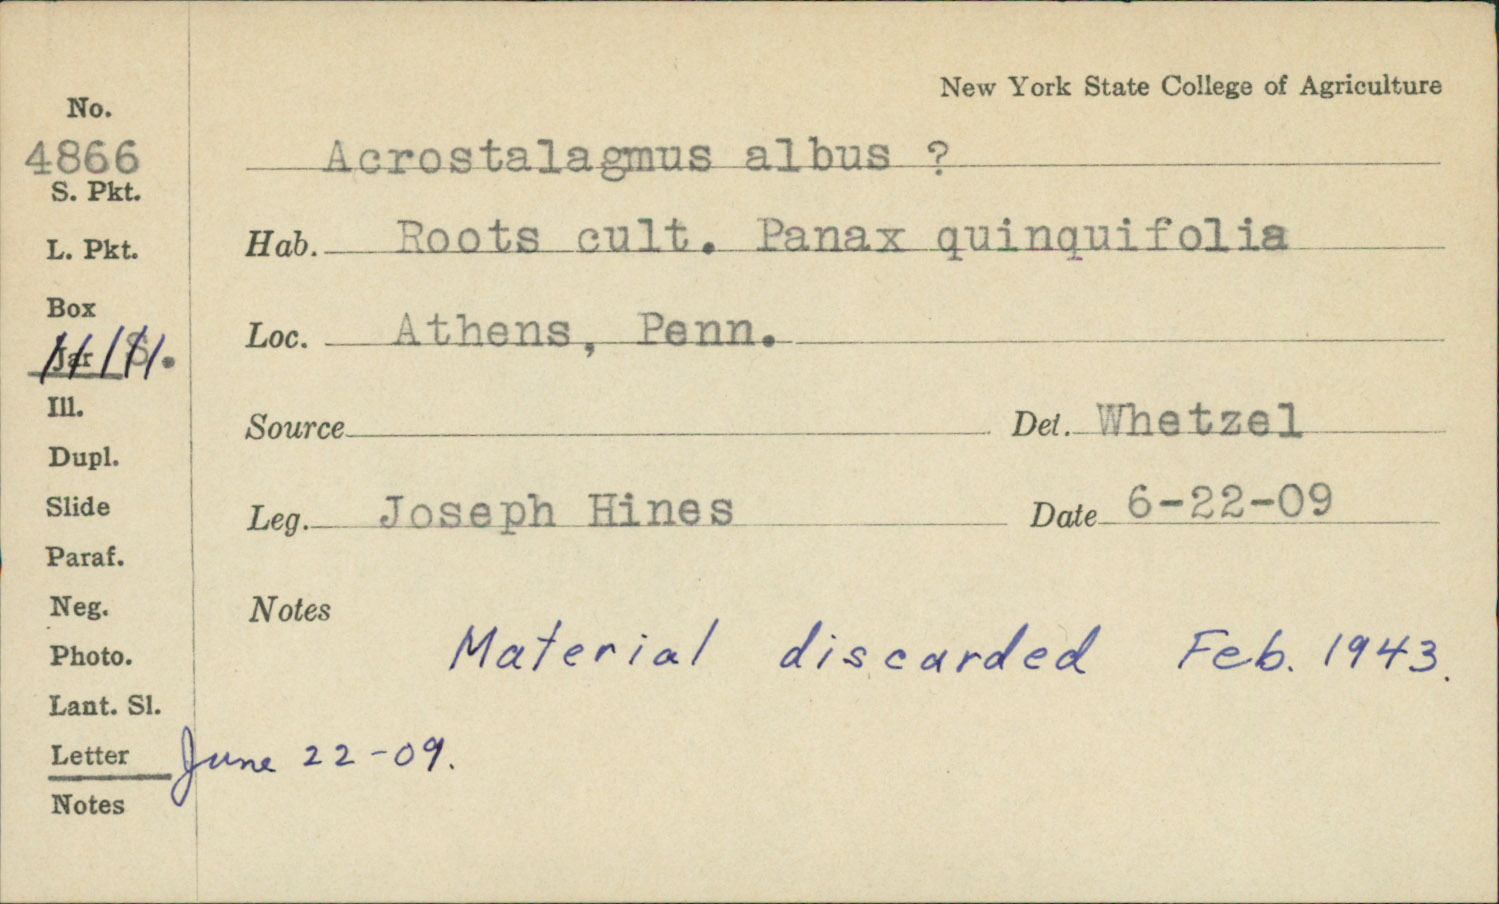 New York State College of Agriculture
No.
4866
S. Pkt.
L. Pkt.
Box
Jar S.
Ill.
Dupl.
Slide
Paraf.
Neg.
Photo.
Lant. Sl.
Letter June 22-09.
Notes
Acrostalagmus albus ?
Hab. Roots cult. Panax quinquifolia
Loc. Athens, Penn.
Source Det. Whetzel
Leg. Joseph Hines Date 6-22-09
Notes
Material discarded Feb. 1943.